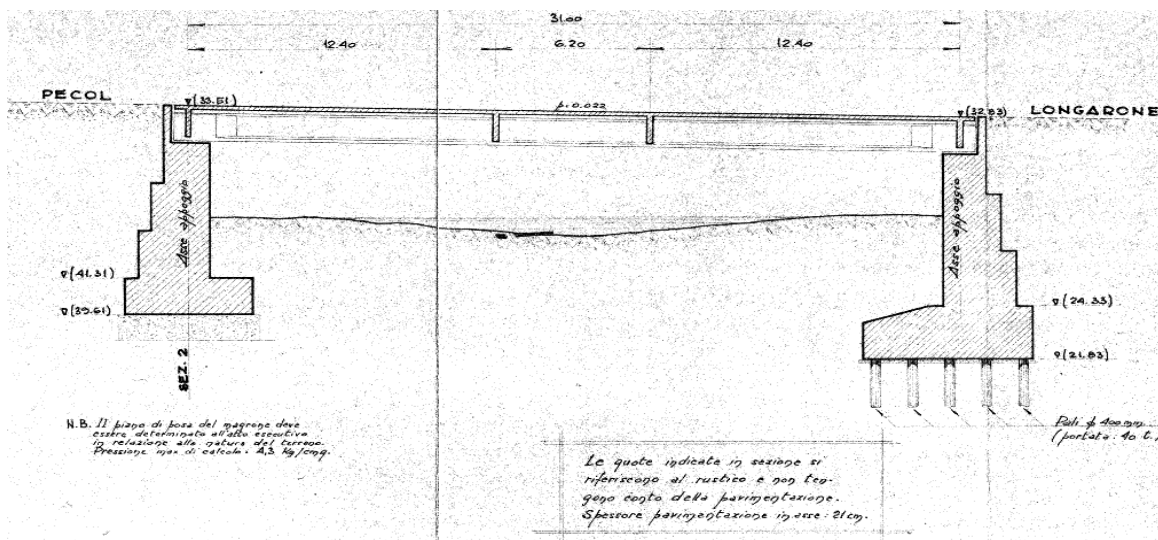 31.00
12.40 6.20 12.40
PECOL
(33.51)
p. 0.022
(32.83)
LONGARONE
Asse appoggio
Asse appoggio
(41.31)
(39.61)
(24.33)
(21.83)
SEZ. 2
N.B. Il piano di posa del magrone deve
essere determinato all'atto esecutivo
in relazione alla natura del terreno.
Pressione max di calcolo = 4,3 Kg/cmq.
Pali ϕ 400 mm.
(portata: 40 t.)
Le quote indicate in sezione si
riferiscono al rustico e non ten-
gono conto della pavimentazione.
Spessore pavimentazione in asse: 21 cm.